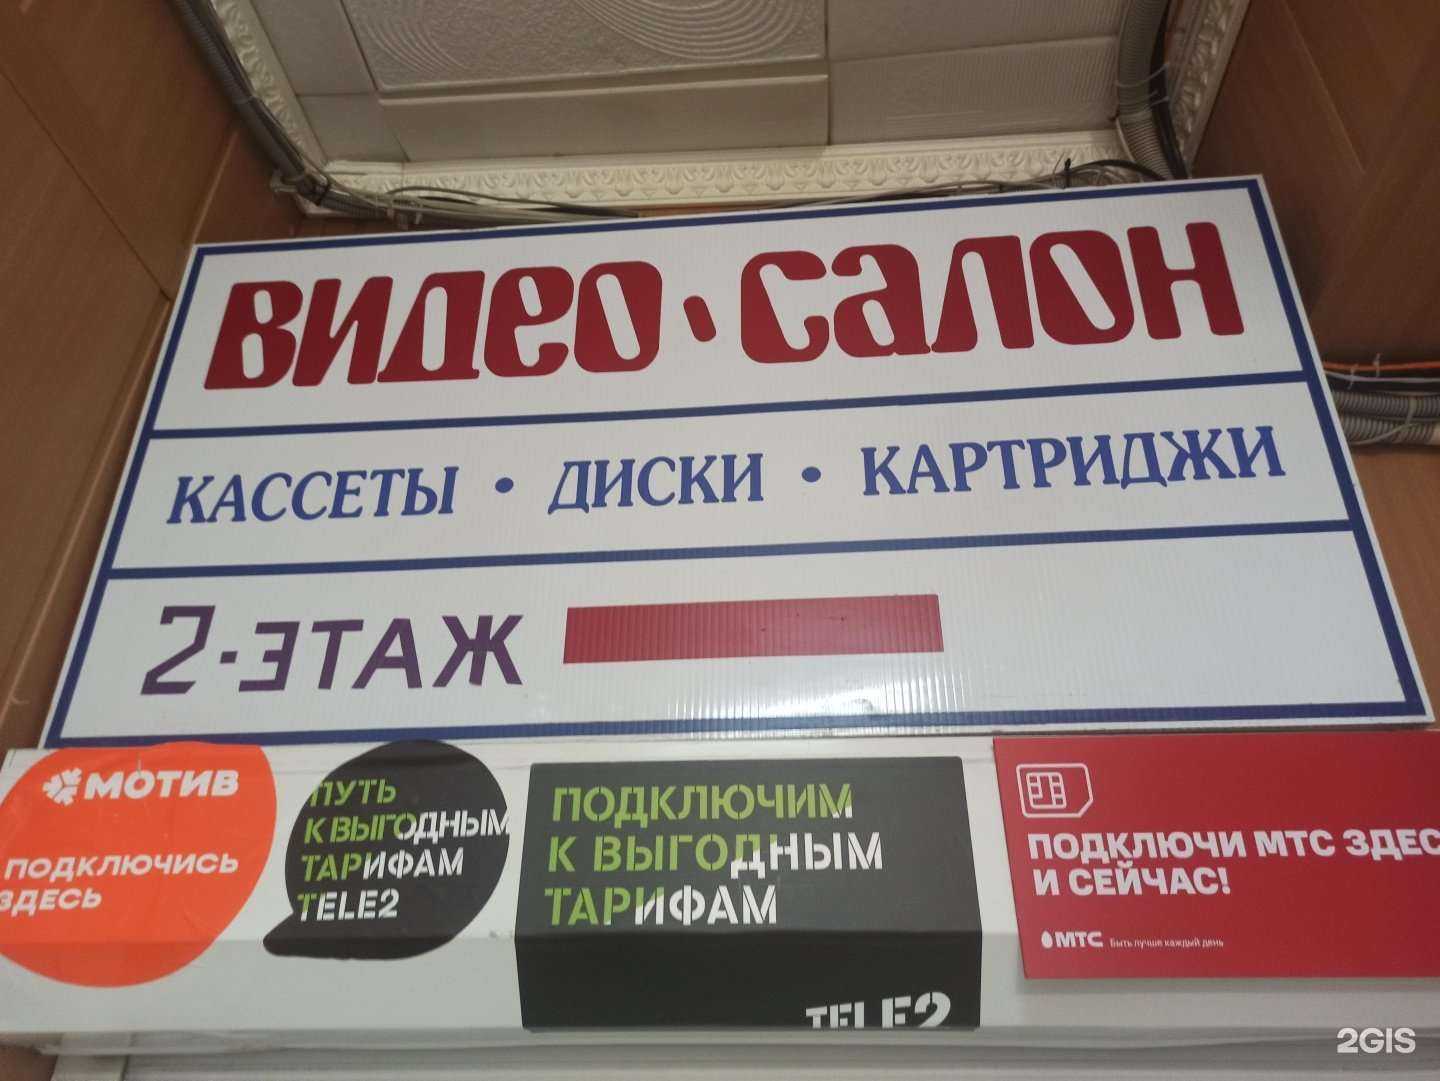 ВИДЕО·САЛОН
КАССЕТЫ · ДИСКИ · КАРТРИДЖИ
2-ЭТАЖ
МОТИВ
ПОДКЛЮЧИСЬ
ЗДЕСЬ
ПУТЬ
К ВЫГОДНЫМ
ТАРИФАМ
TELE2
ПОДКЛЮЧИМ
К ВЫГОДНЫМ
ТАРИФАМ
TELE2
ПОДКЛЮЧИ МТС ЗДЕС
И СЕЙЧАС!
МТС Быть лучше каждый день
2GIS